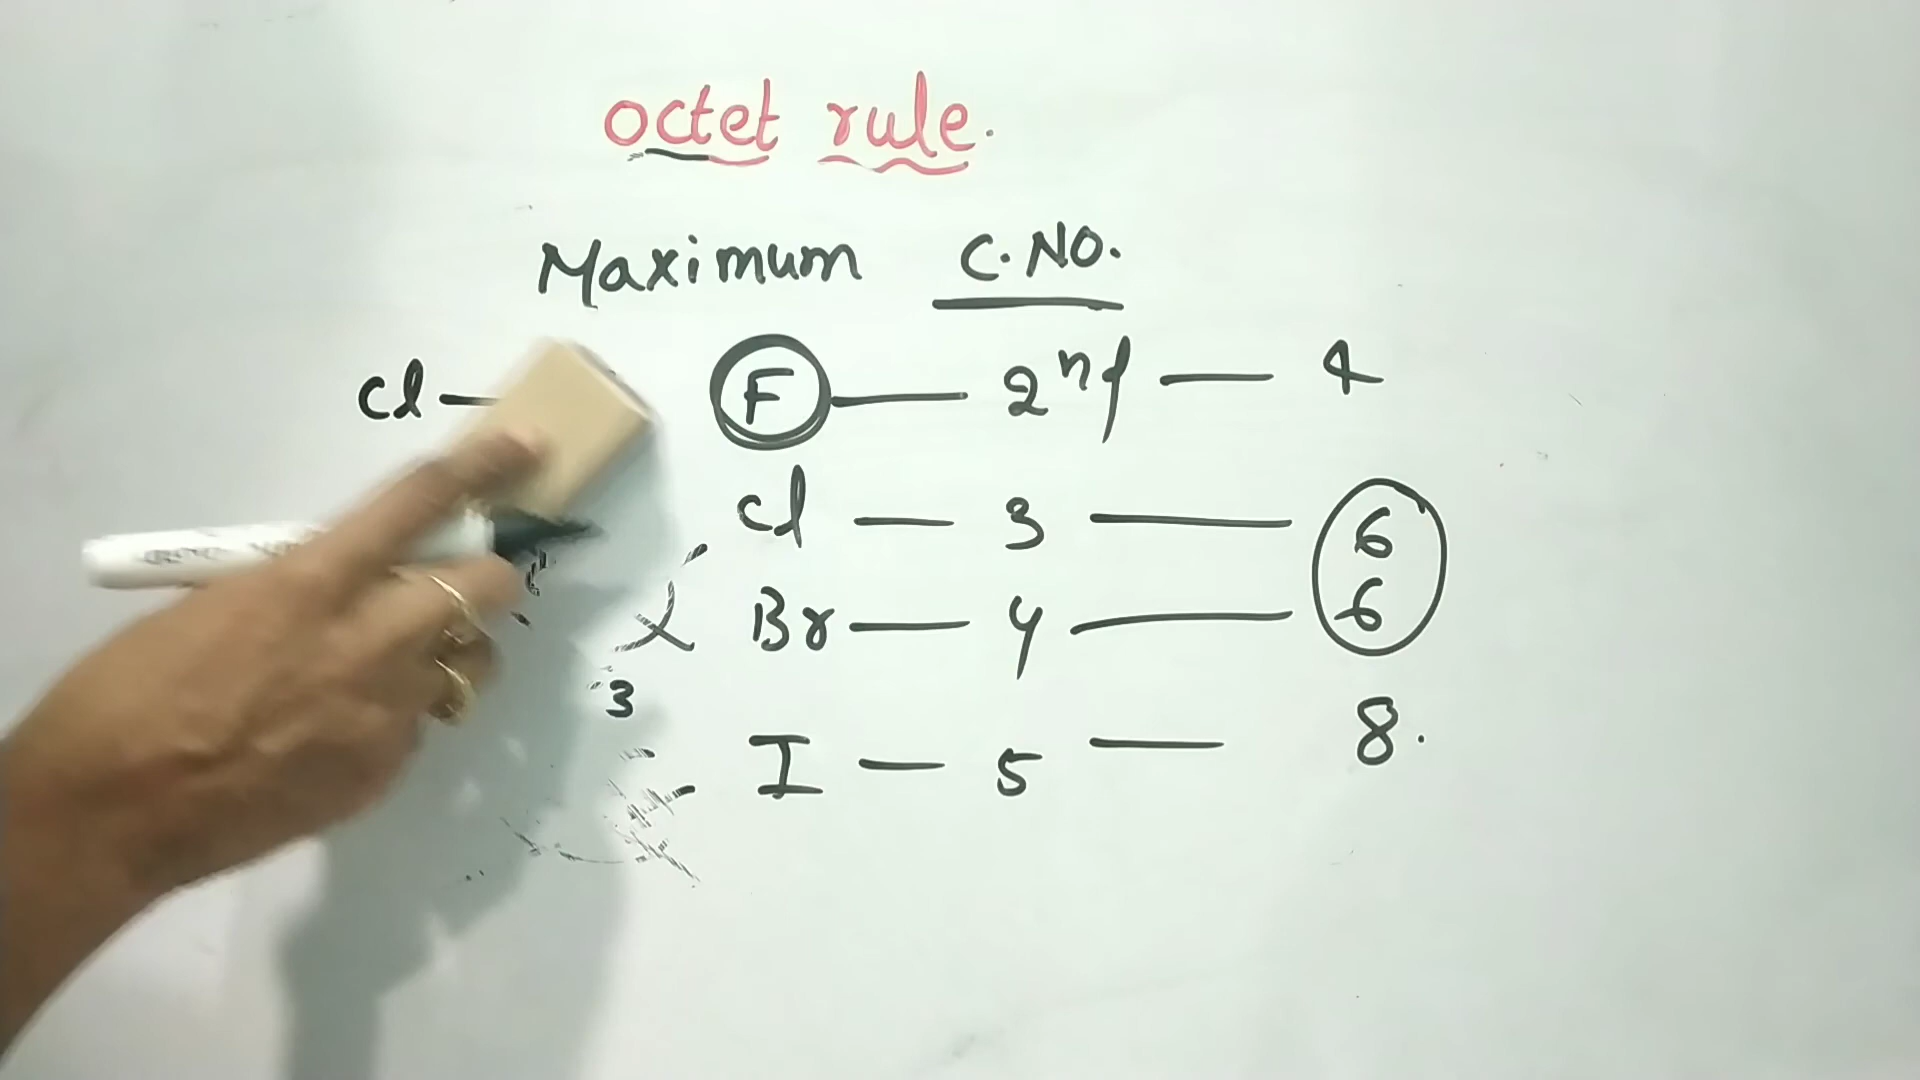 octet rule.
Maximum C.NO.
Cl — F — 2nd — 4
Cl — 3 — 6
Br — 4 — 6
3
I — 5 — 8.